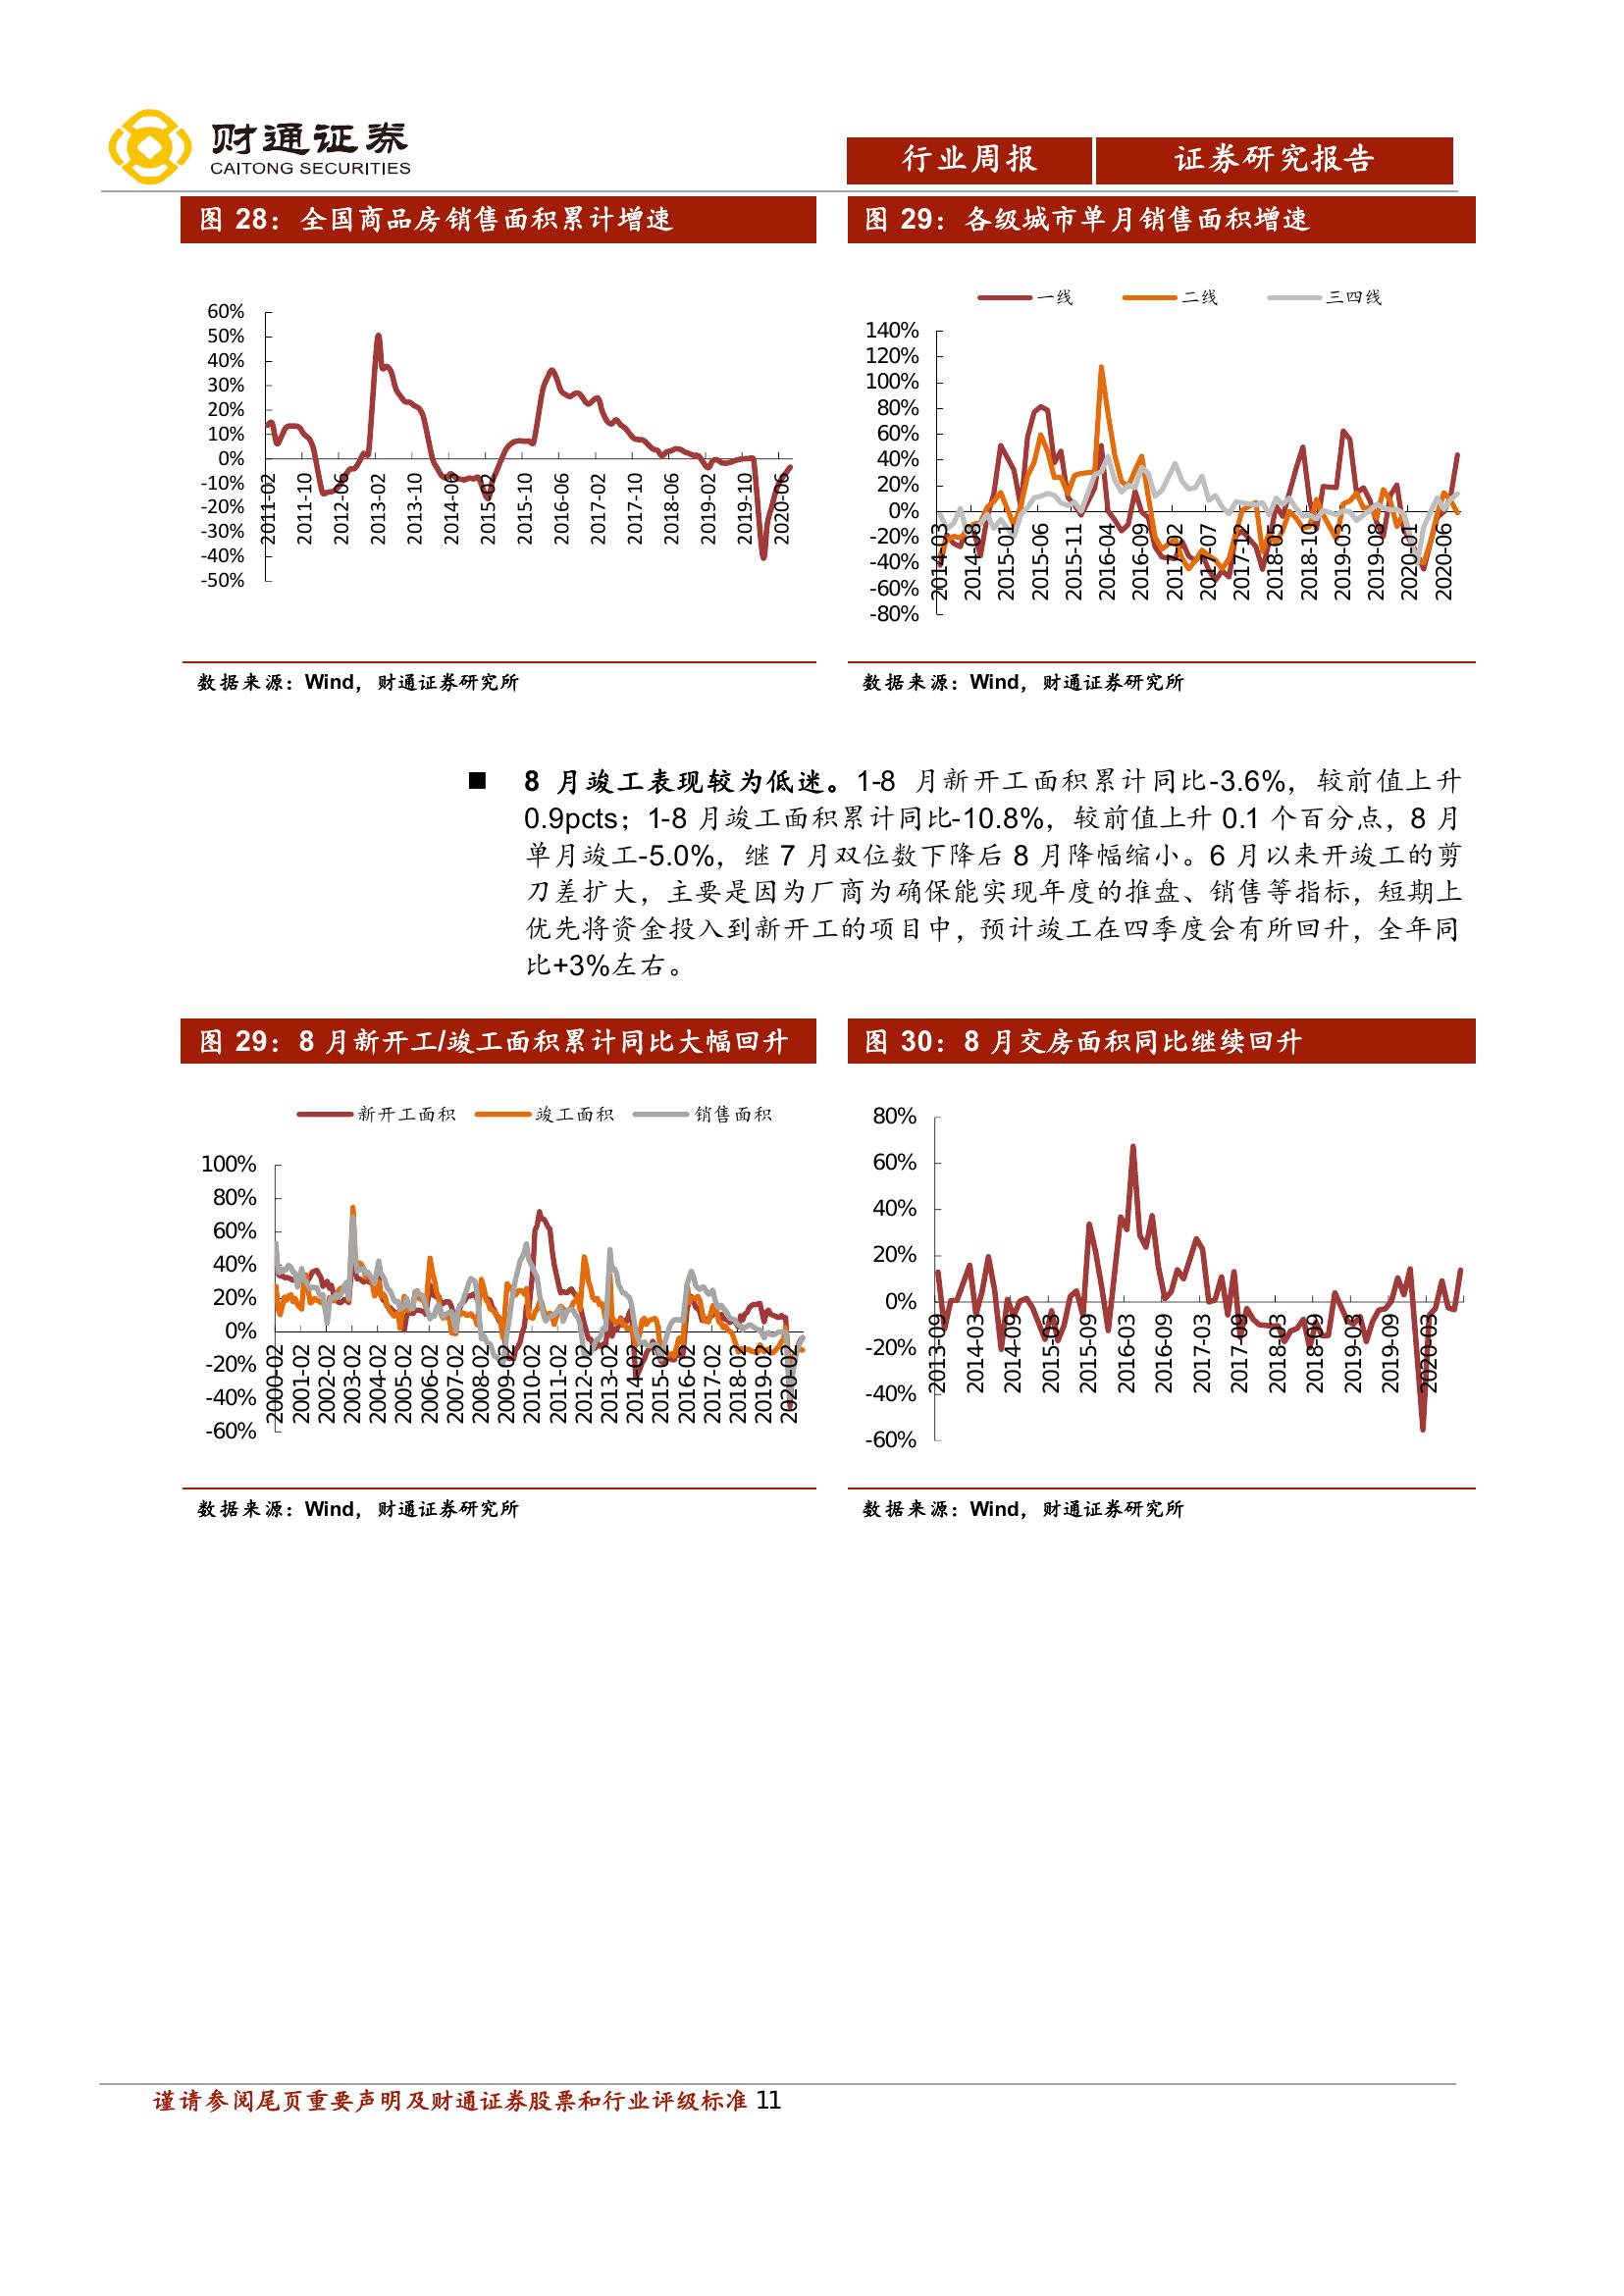 财通证券
CAITONG SECURITIES
行业周报 证券研究报告
图 28：全国商品房销售面积累计增速
60%
50%
40%
30%
20%
10%
0%
-10%
-20%
-30%
-40%
-50%
2011-02 2011-10 2012-06 2013-02 2013-10 2014-06 2015-02 2015-10 2016-06 2017-02 2017-10 2018-06 2019-02 2019-10 2020-06
数据来源：Wind，财通证券研究所
图 29：各级城市单月销售面积增速
一线 二线 三四线
140%
120%
100%
80%
60%
40%
20%
0%
-20%
-40%
-60%
-80%
2014-03 2014-08 2015-01 2015-06 2015-11 2016-04 2016-09 2017-02 2017-07 2017-12 2018-05 2018-10 2019-03 2019-08 2020-01 2020-06
数据来源：Wind，财通证券研究所
■ 8 月竣工表现较为低迷。1-8 月新开工面积累计同比-3.6%，较前值上升
0.9pcts；1-8 月竣工面积累计同比-10.8%，较前值上升 0.1 个百分点，8 月
单月竣工-5.0%，继 7 月双位数下降后 8 月降幅缩小。6 月以来开竣工的剪
刀差扩大，主要是因为厂商为确保能实现年度的推盘、销售等指标，短期上
优先将资金投入到新开工的项目中，预计竣工在四季度会有所回升，全年同
比+3%左右。
图 29：8 月新开工/竣工面积累计同比大幅回升
新开工面积 竣工面积 销售面积
100%
80%
60%
40%
20%
0%
-20%
-40%
-60%
2000-02 2001-02 2002-02 2003-02 2004-02 2005-02 2006-02 2007-02 2008-02 2009-02 2010-02 2011-02 2012-02 2013-02 2014-02 2015-02 2016-02 2017-02 2018-02 2019-02 2020-02
数据来源：Wind，财通证券研究所
图 30：8 月交房面积同比继续回升
80%
60%
40%
20%
0%
-20%
-40%
-60%
2013-09 2014-03 2014-09 2015-03 2015-09 2016-03 2016-09 2017-03 2017-09 2018-03 2018-09 2019-03 2019-09 2020-03
数据来源：Wind，财通证券研究所
谨请参阅尾页重要声明及财通证券股票和行业评级标准 11